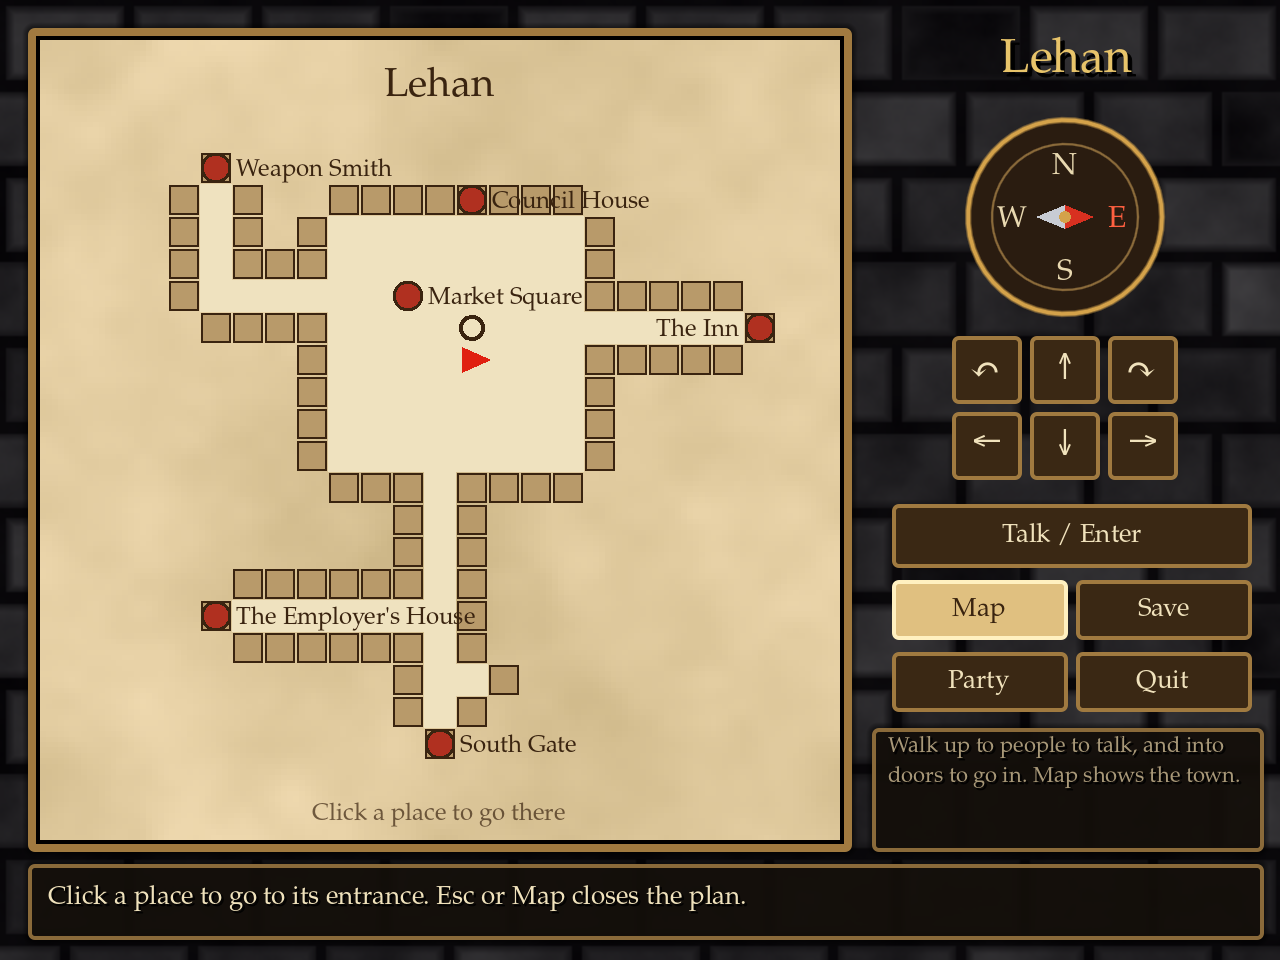 Lehan
Lehan
N
W
E
S
Weapon Smith
Council House
Market Square
The Inn
The Employer's House
South Gate
Click a place to go there
↶ ↑ ↷
← ↓ →
Talk / Enter
Map
Save
Party
Quit
Walk up to people to talk, and into
doors to go in. Map shows the town.
Click a place to go to its entrance. Esc or Map closes the plan.